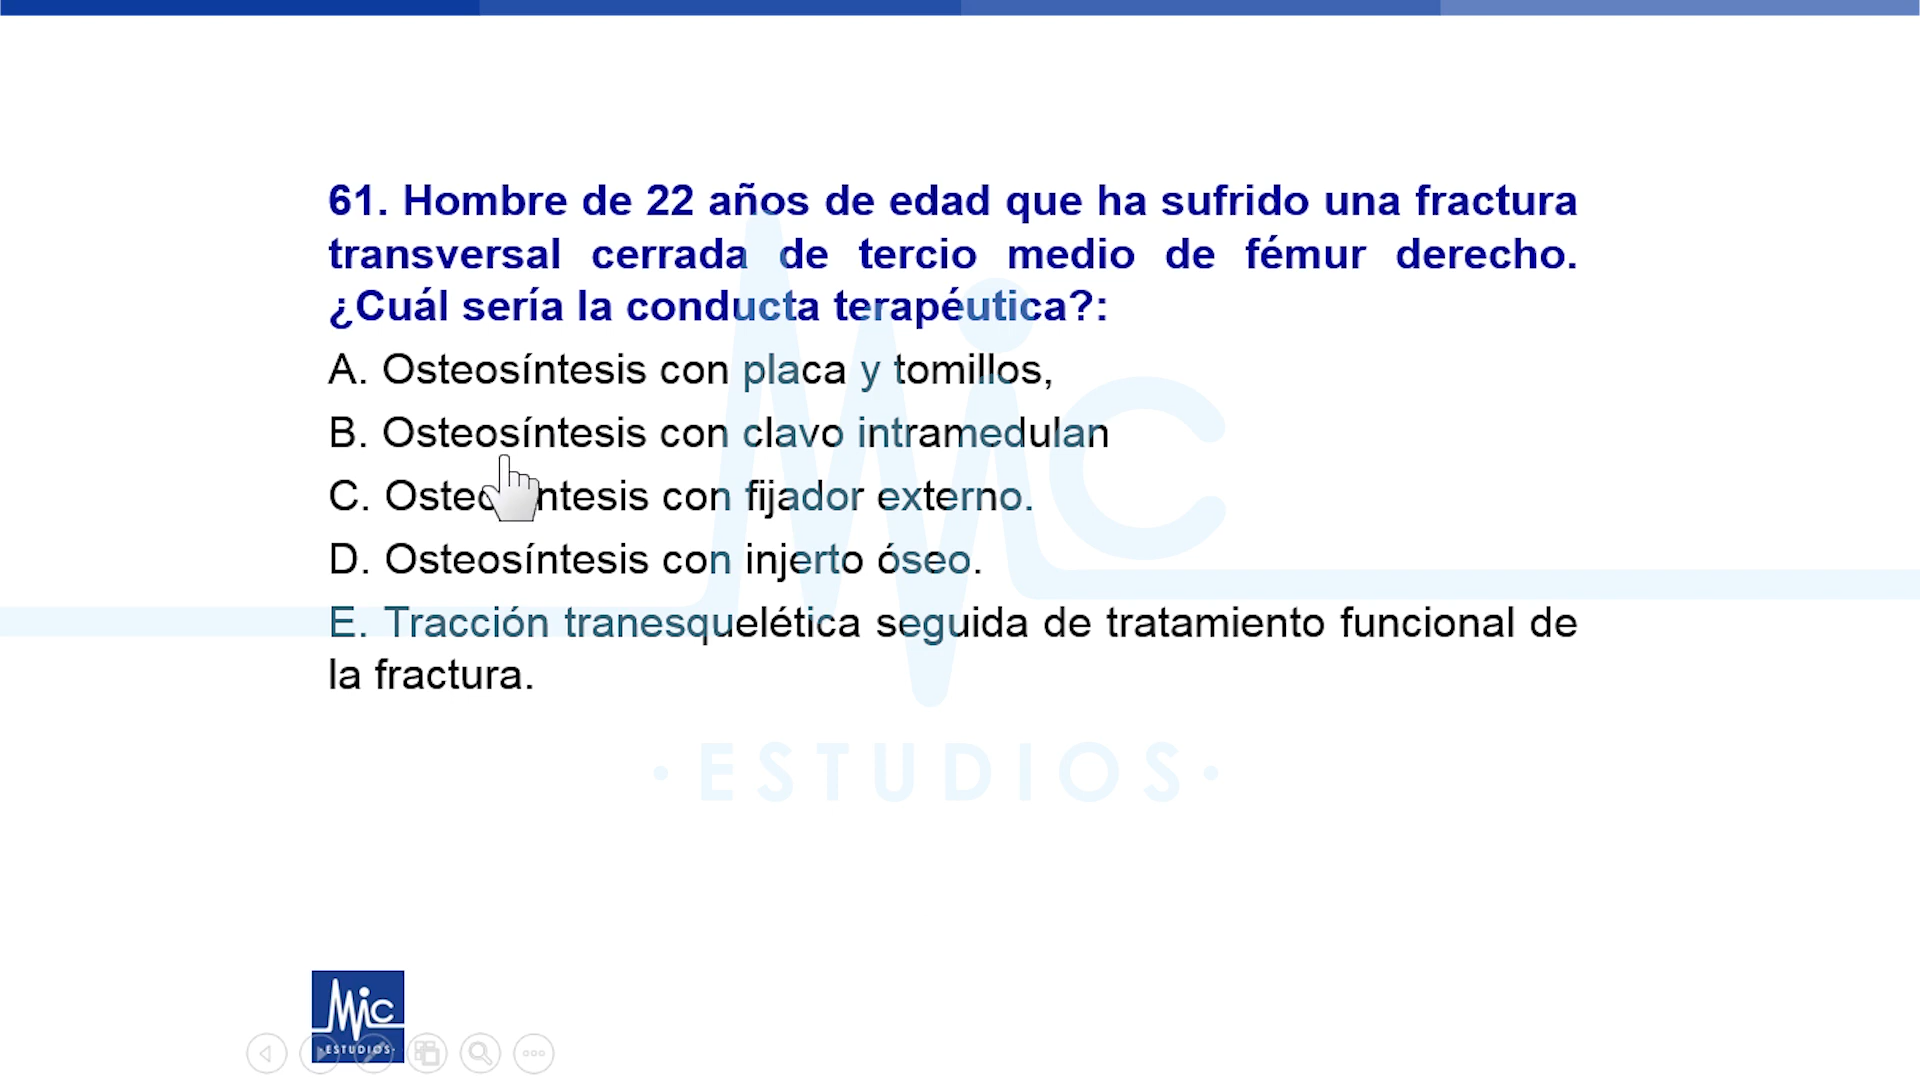 61. Hombre de 22 años de edad que ha sufrido una fractura
transversal cerrada de tercio medio de fémur derecho.
¿Cuál sería la conducta terapéutica?:
A. Osteosíntesis con placa y tomillos,
B. Osteosíntesis con clavo intramedulan
C. Osteosíntesis con fijador externo.
D. Osteosíntesis con injerto óseo.
E. Tracción tranesquelética seguida de tratamiento funcional de
la fractura.
Mic
·ESTUDIOS·
Mic
·ESTUDIOS·